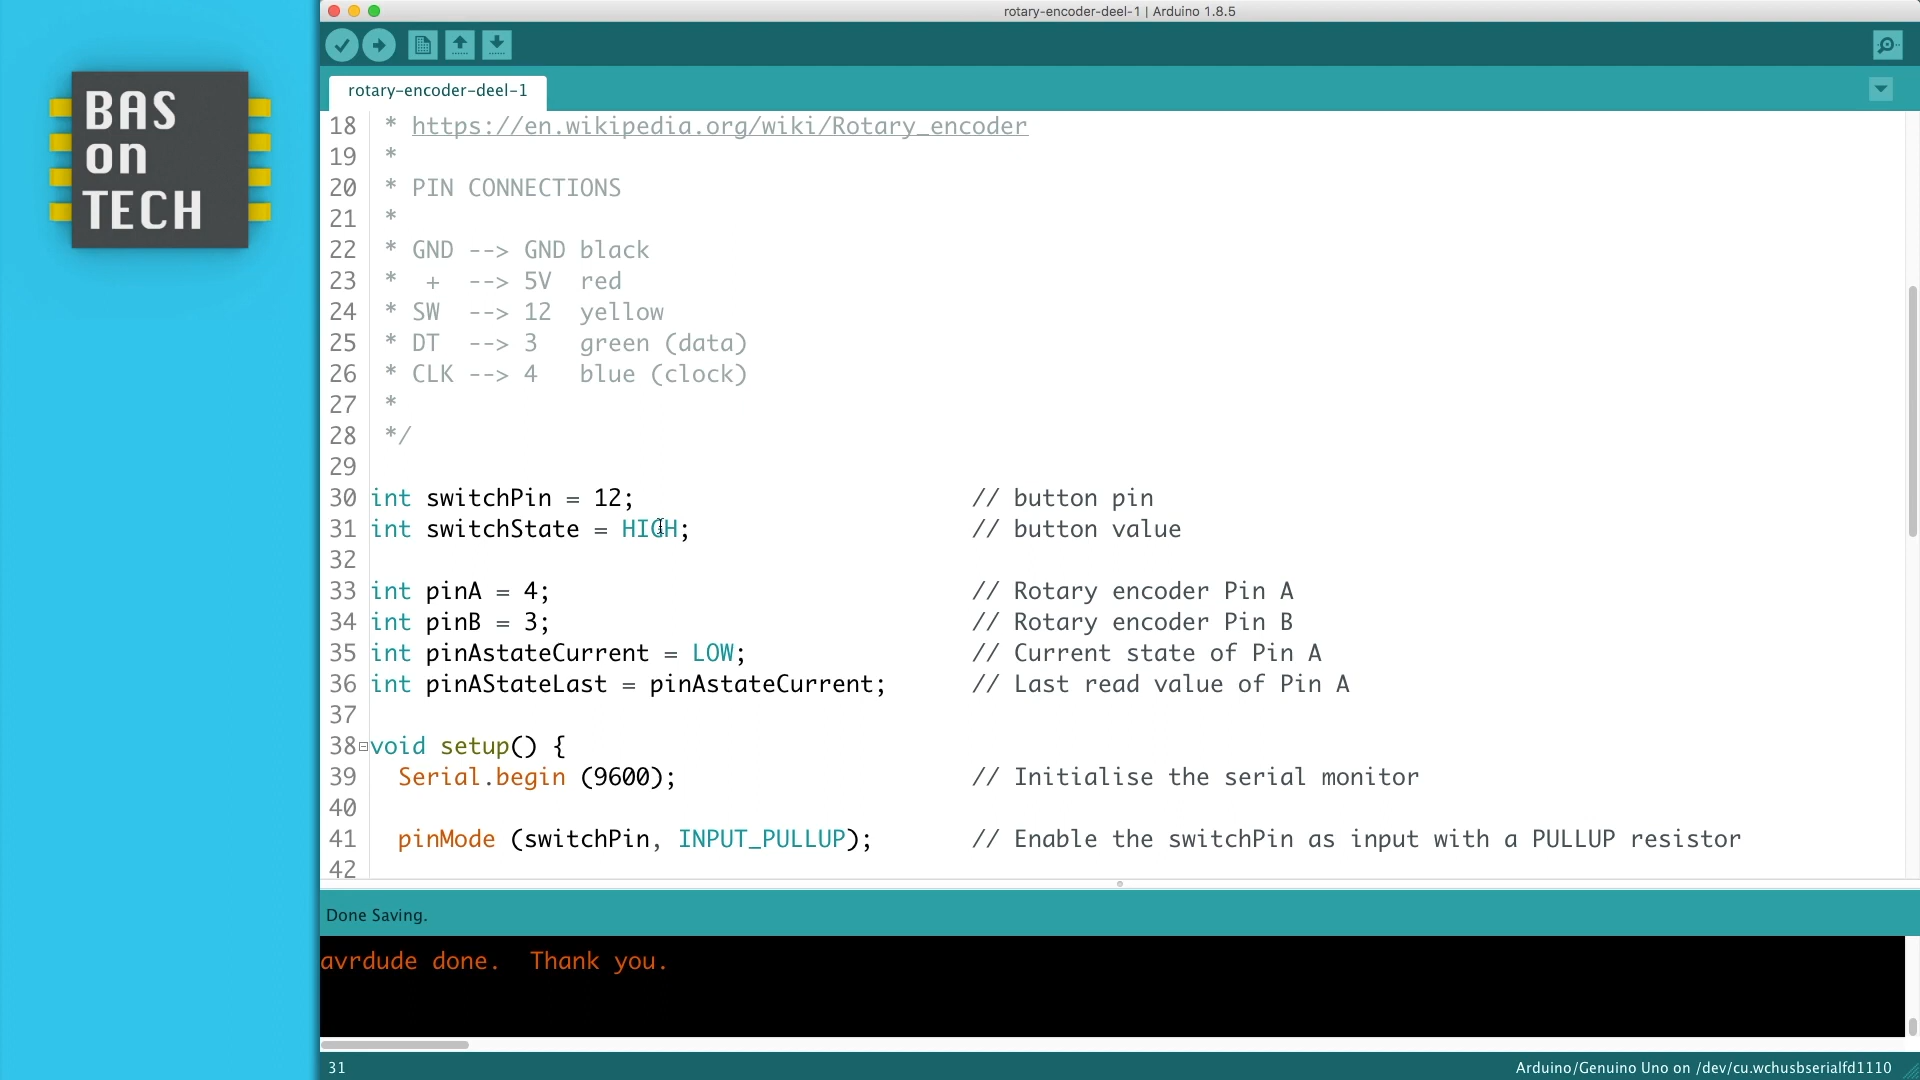 rotary-encoder-deel-1 | Arduino 1.8.5
BAS
on
TECH
rotary-encoder-deel-1
18 * https://en.wikipedia.org/wiki/Rotary_encoder
19 *
20 * PIN CONNECTIONS
21 *
22 * GND --> GND black
23 *  +  --> 5V  red
24 * SW  --> 12  yellow
25 * DT  --> 3   green (data)
26 * CLK --> 4   blue (clock)
27 *
28 */
29
30 int switchPin = 12;                        // button pin
31 int switchState = HIGH;                    // button value
32
33 int pinA = 4;                              // Rotary encoder Pin A
34 int pinB = 3;                              // Rotary encoder Pin B
35 int pinAstateCurrent = LOW;                // Current state of Pin A
36 int pinAStateLast = pinAstateCurrent;      // Last read value of Pin A
37
38 void setup() {
39   Serial.begin (9600);                     // Initialise the serial monitor
40
41   pinMode (switchPin, INPUT_PULLUP);       // Enable the switchPin as input with a PULLUP resistor
42
Done Saving.
avrdude done.  Thank you.
31
Arduino/Genuino Uno on /dev/cu.wchusbserialfd1110